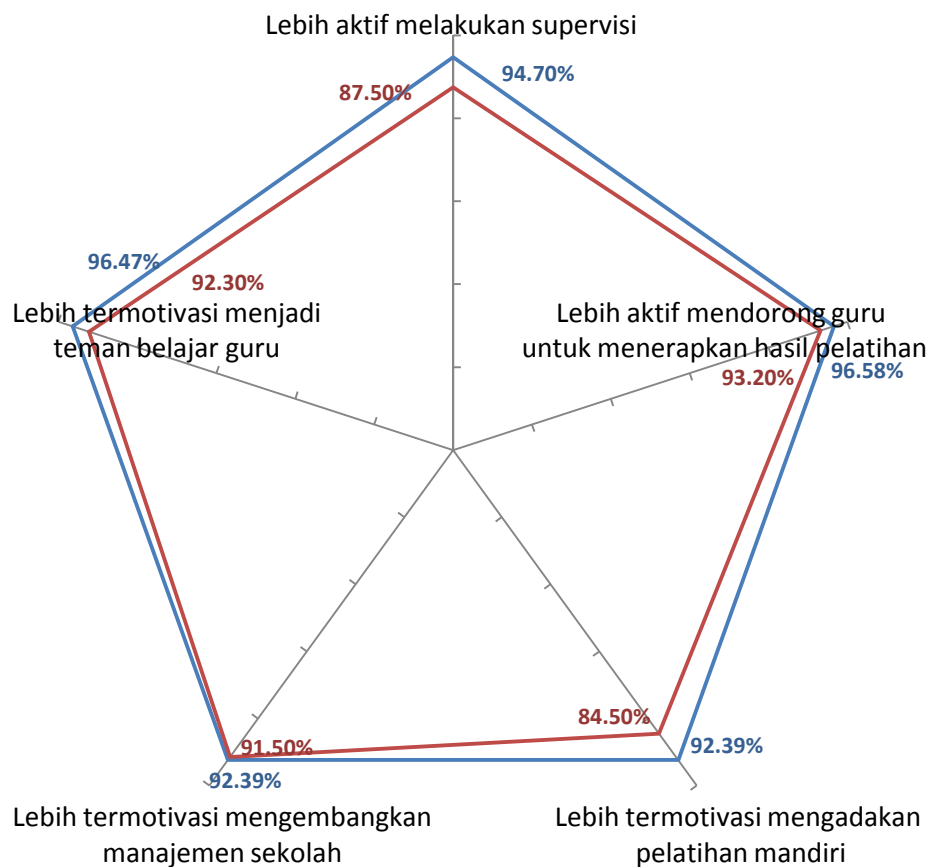 Lebih aktif melakukan supervisi
94.70%
87.50%
96.47%
92.30%
Lebih termotivasi menjadi
teman belajar guru
Lebih aktif mendorong guru
untuk menerapkan hasil pelatihan
93.20%
96.58%
84.50%
92.39%
91.50%
92.39%
Lebih termotivasi mengembangkan
manajemen sekolah
Lebih termotivasi mengadakan
pelatihan mandiri